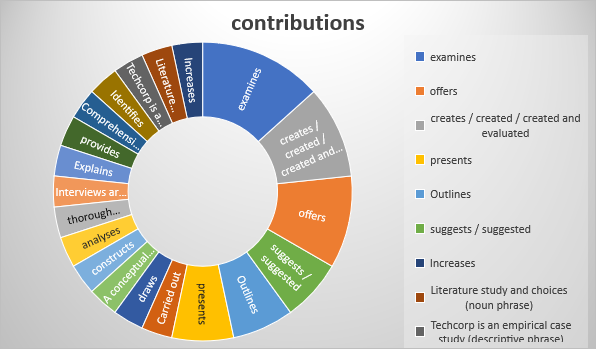 contributions
examines
creates /
created /
created and...
offers
suggests /
suggested
Outlines
presents
Carried out
draws
A conceptual...
constructs
analyses
thorough...
Interviews ar...
Explains
provides
Comprehensi...
Identifies
Techcorp is a...
Literature...
Increases
examines
offers
creates / created / created and
evaluated
presents
Outlines
suggests / suggested
Increases
Literature study and choices
(noun phrase)
Techcorp is an empirical case
study (descriptive phrase)